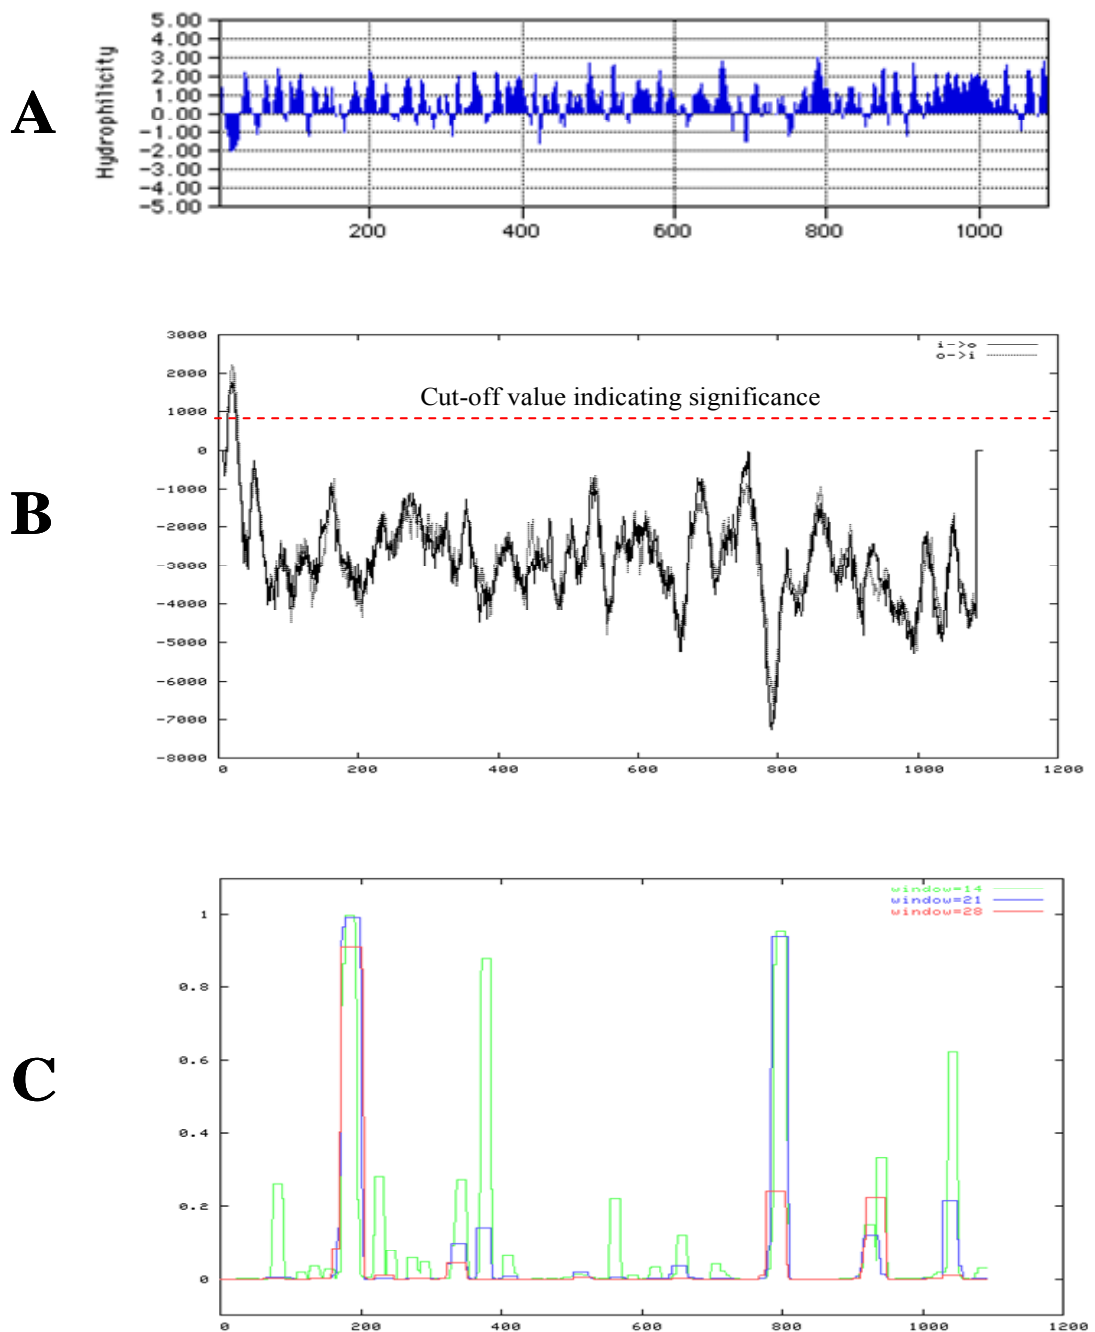 A
Hydrophilicity
5.00
4.00
3.00
2.00
1.00
0.00
-1.00
-2.00
-3.00
-4.00
-5.00
200 400 600 800 1000
B
3000
2000
1000
0
-1000
-2000
-3000
-4000
-5000
-6000
-7000
-8000
i->o
o->i
Cut-off value indicating significance
0 200 400 600 800 1000 1200
C
window=14
window=21
window=28
1
0.8
0.6
0.4
0.2
0
0 200 400 600 800 1000 1200